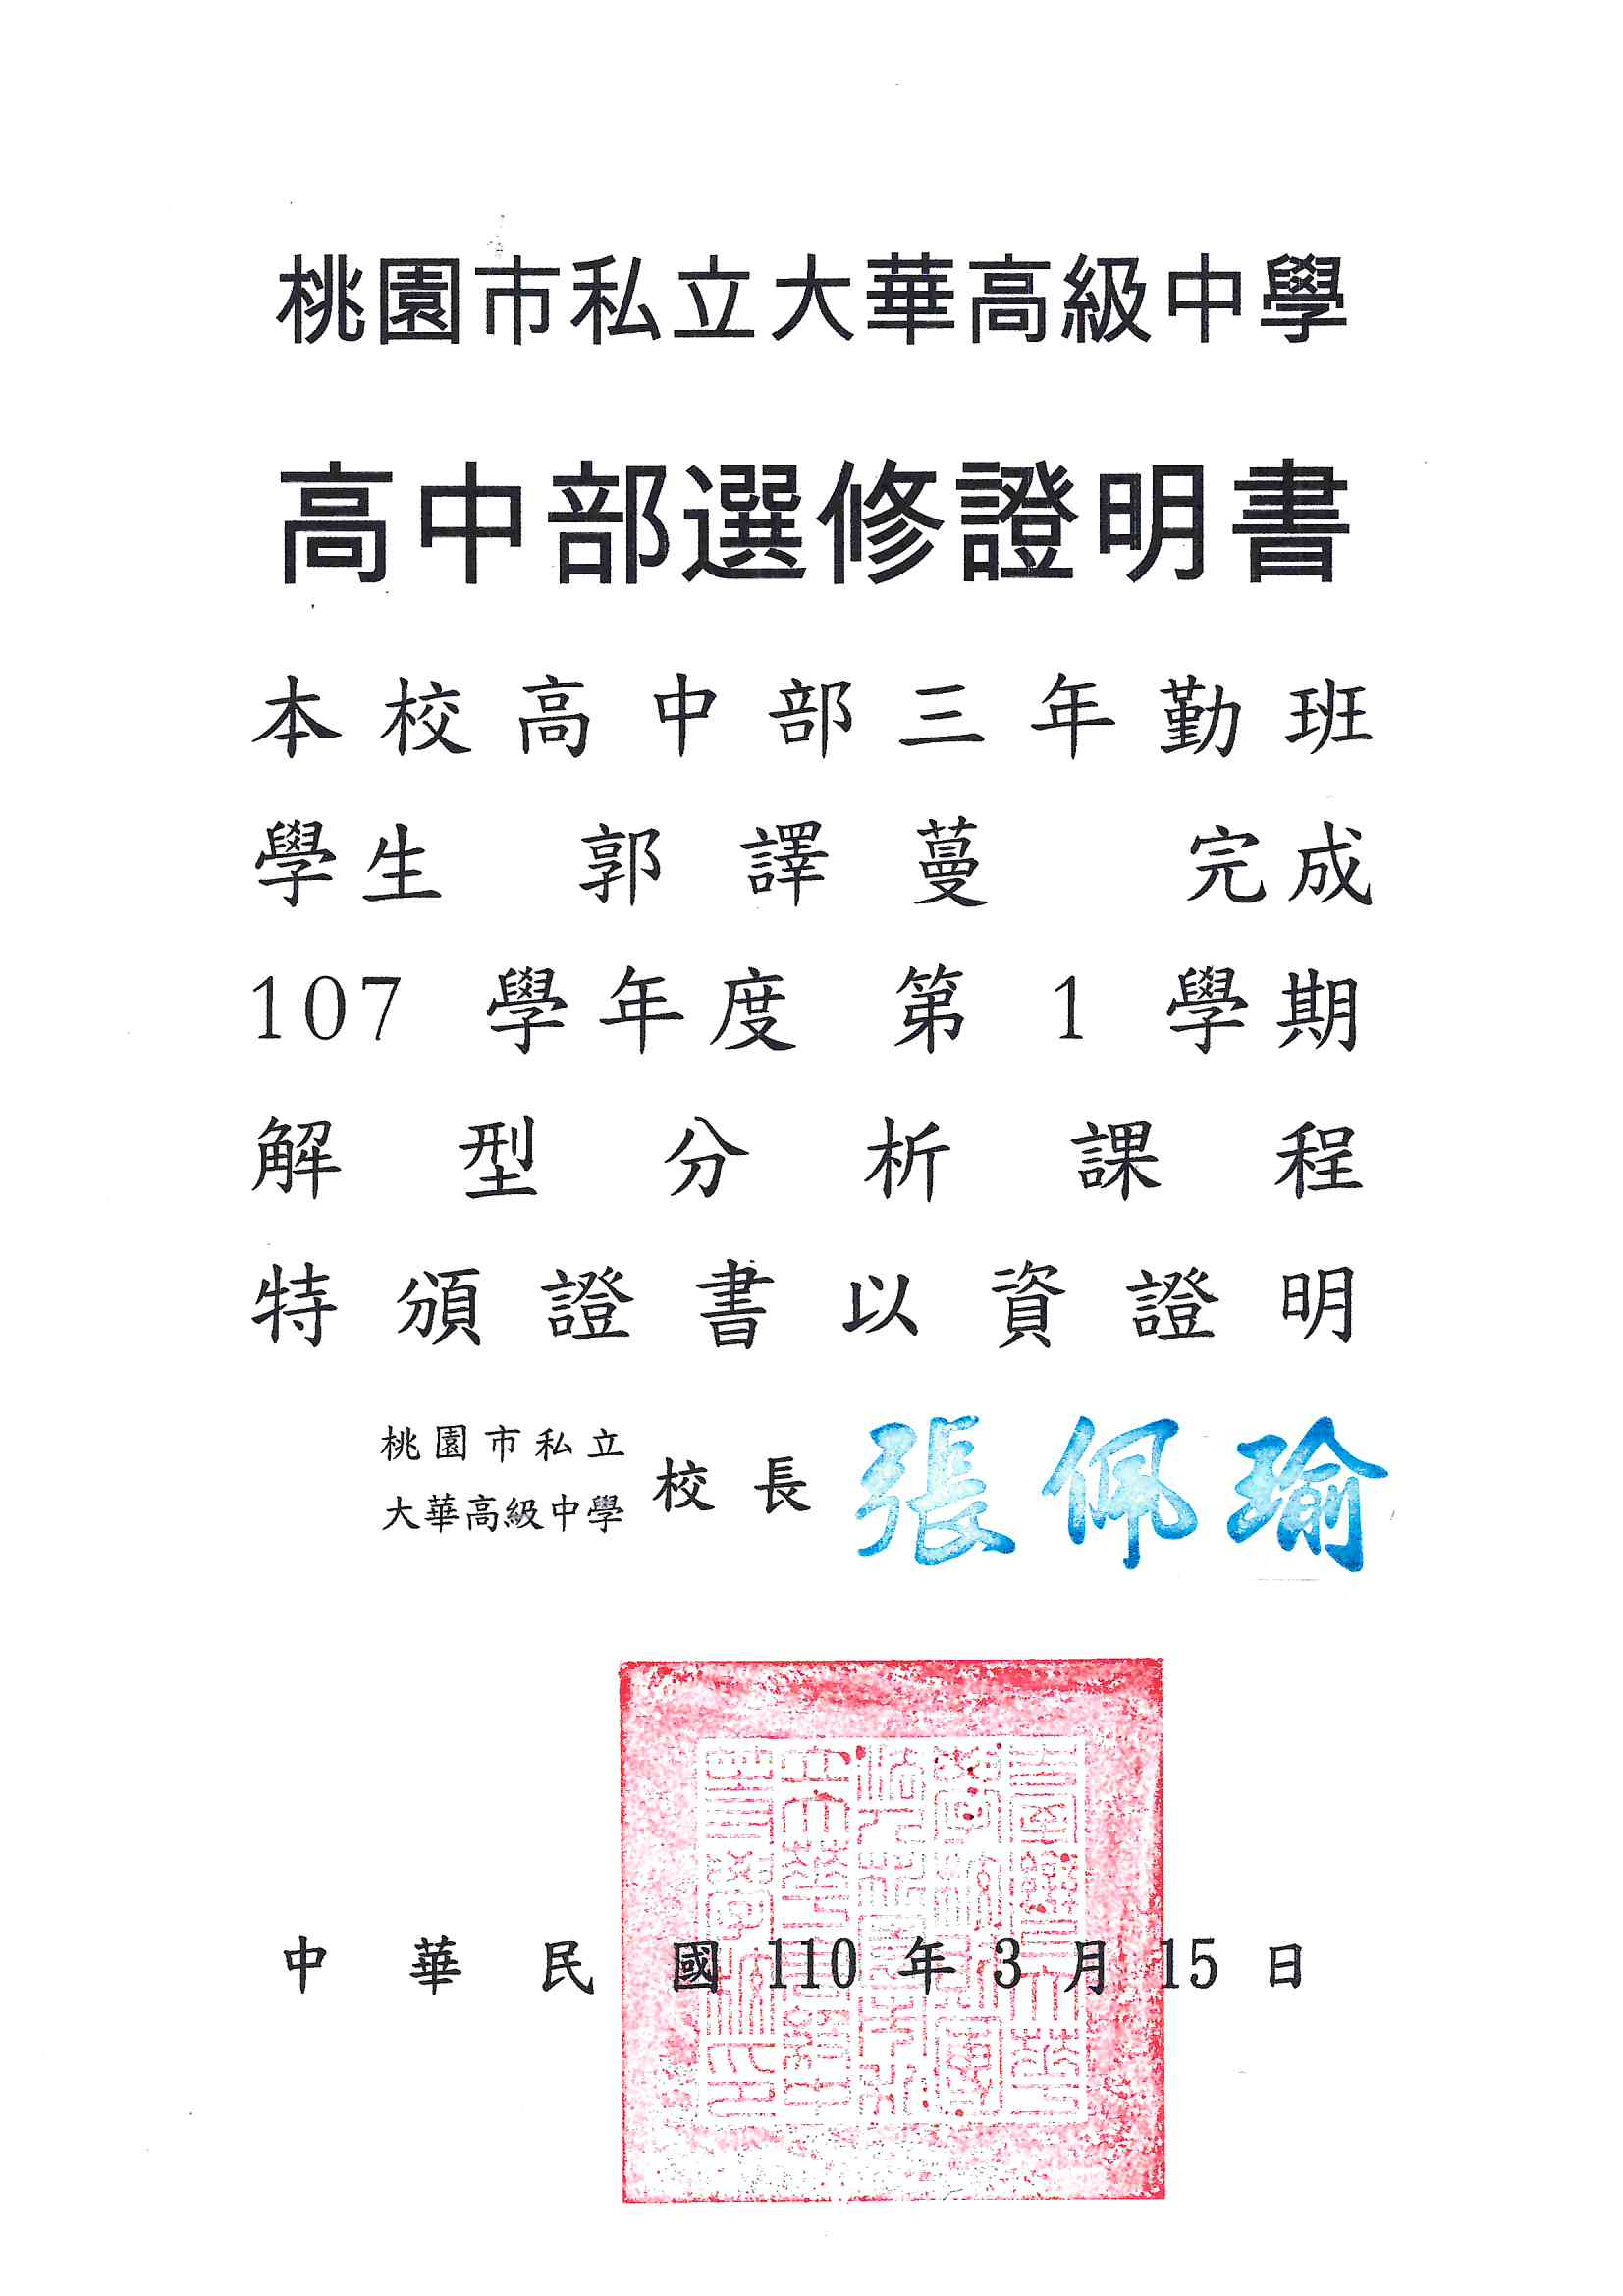 桃園市私立大華高級中學
高中部選修證明書
本校高中部三年勤班
學生 郭譯蔓 完成
107 學年度 第 1 學期
解型分析課程
特頒證書以資證明
桃園市私立
大華高級中學 校長 張佩瑜
中華民國 110 年 3 月 15 日